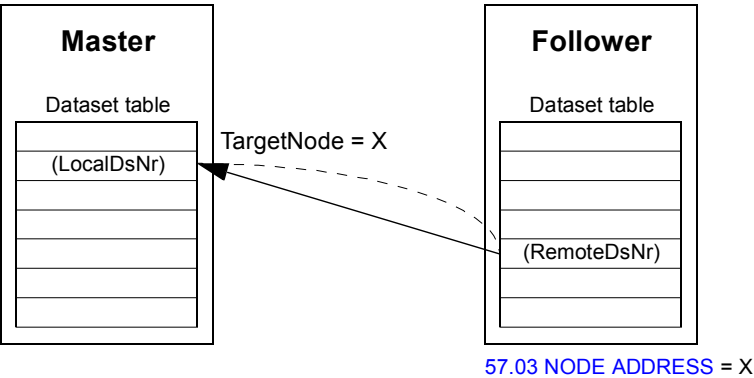 Master
Follower
Dataset table
Dataset table
TargetNode = X
(LocalDsNr)
(RemoteDsNr)
57.03 NODE ADDRESS = X